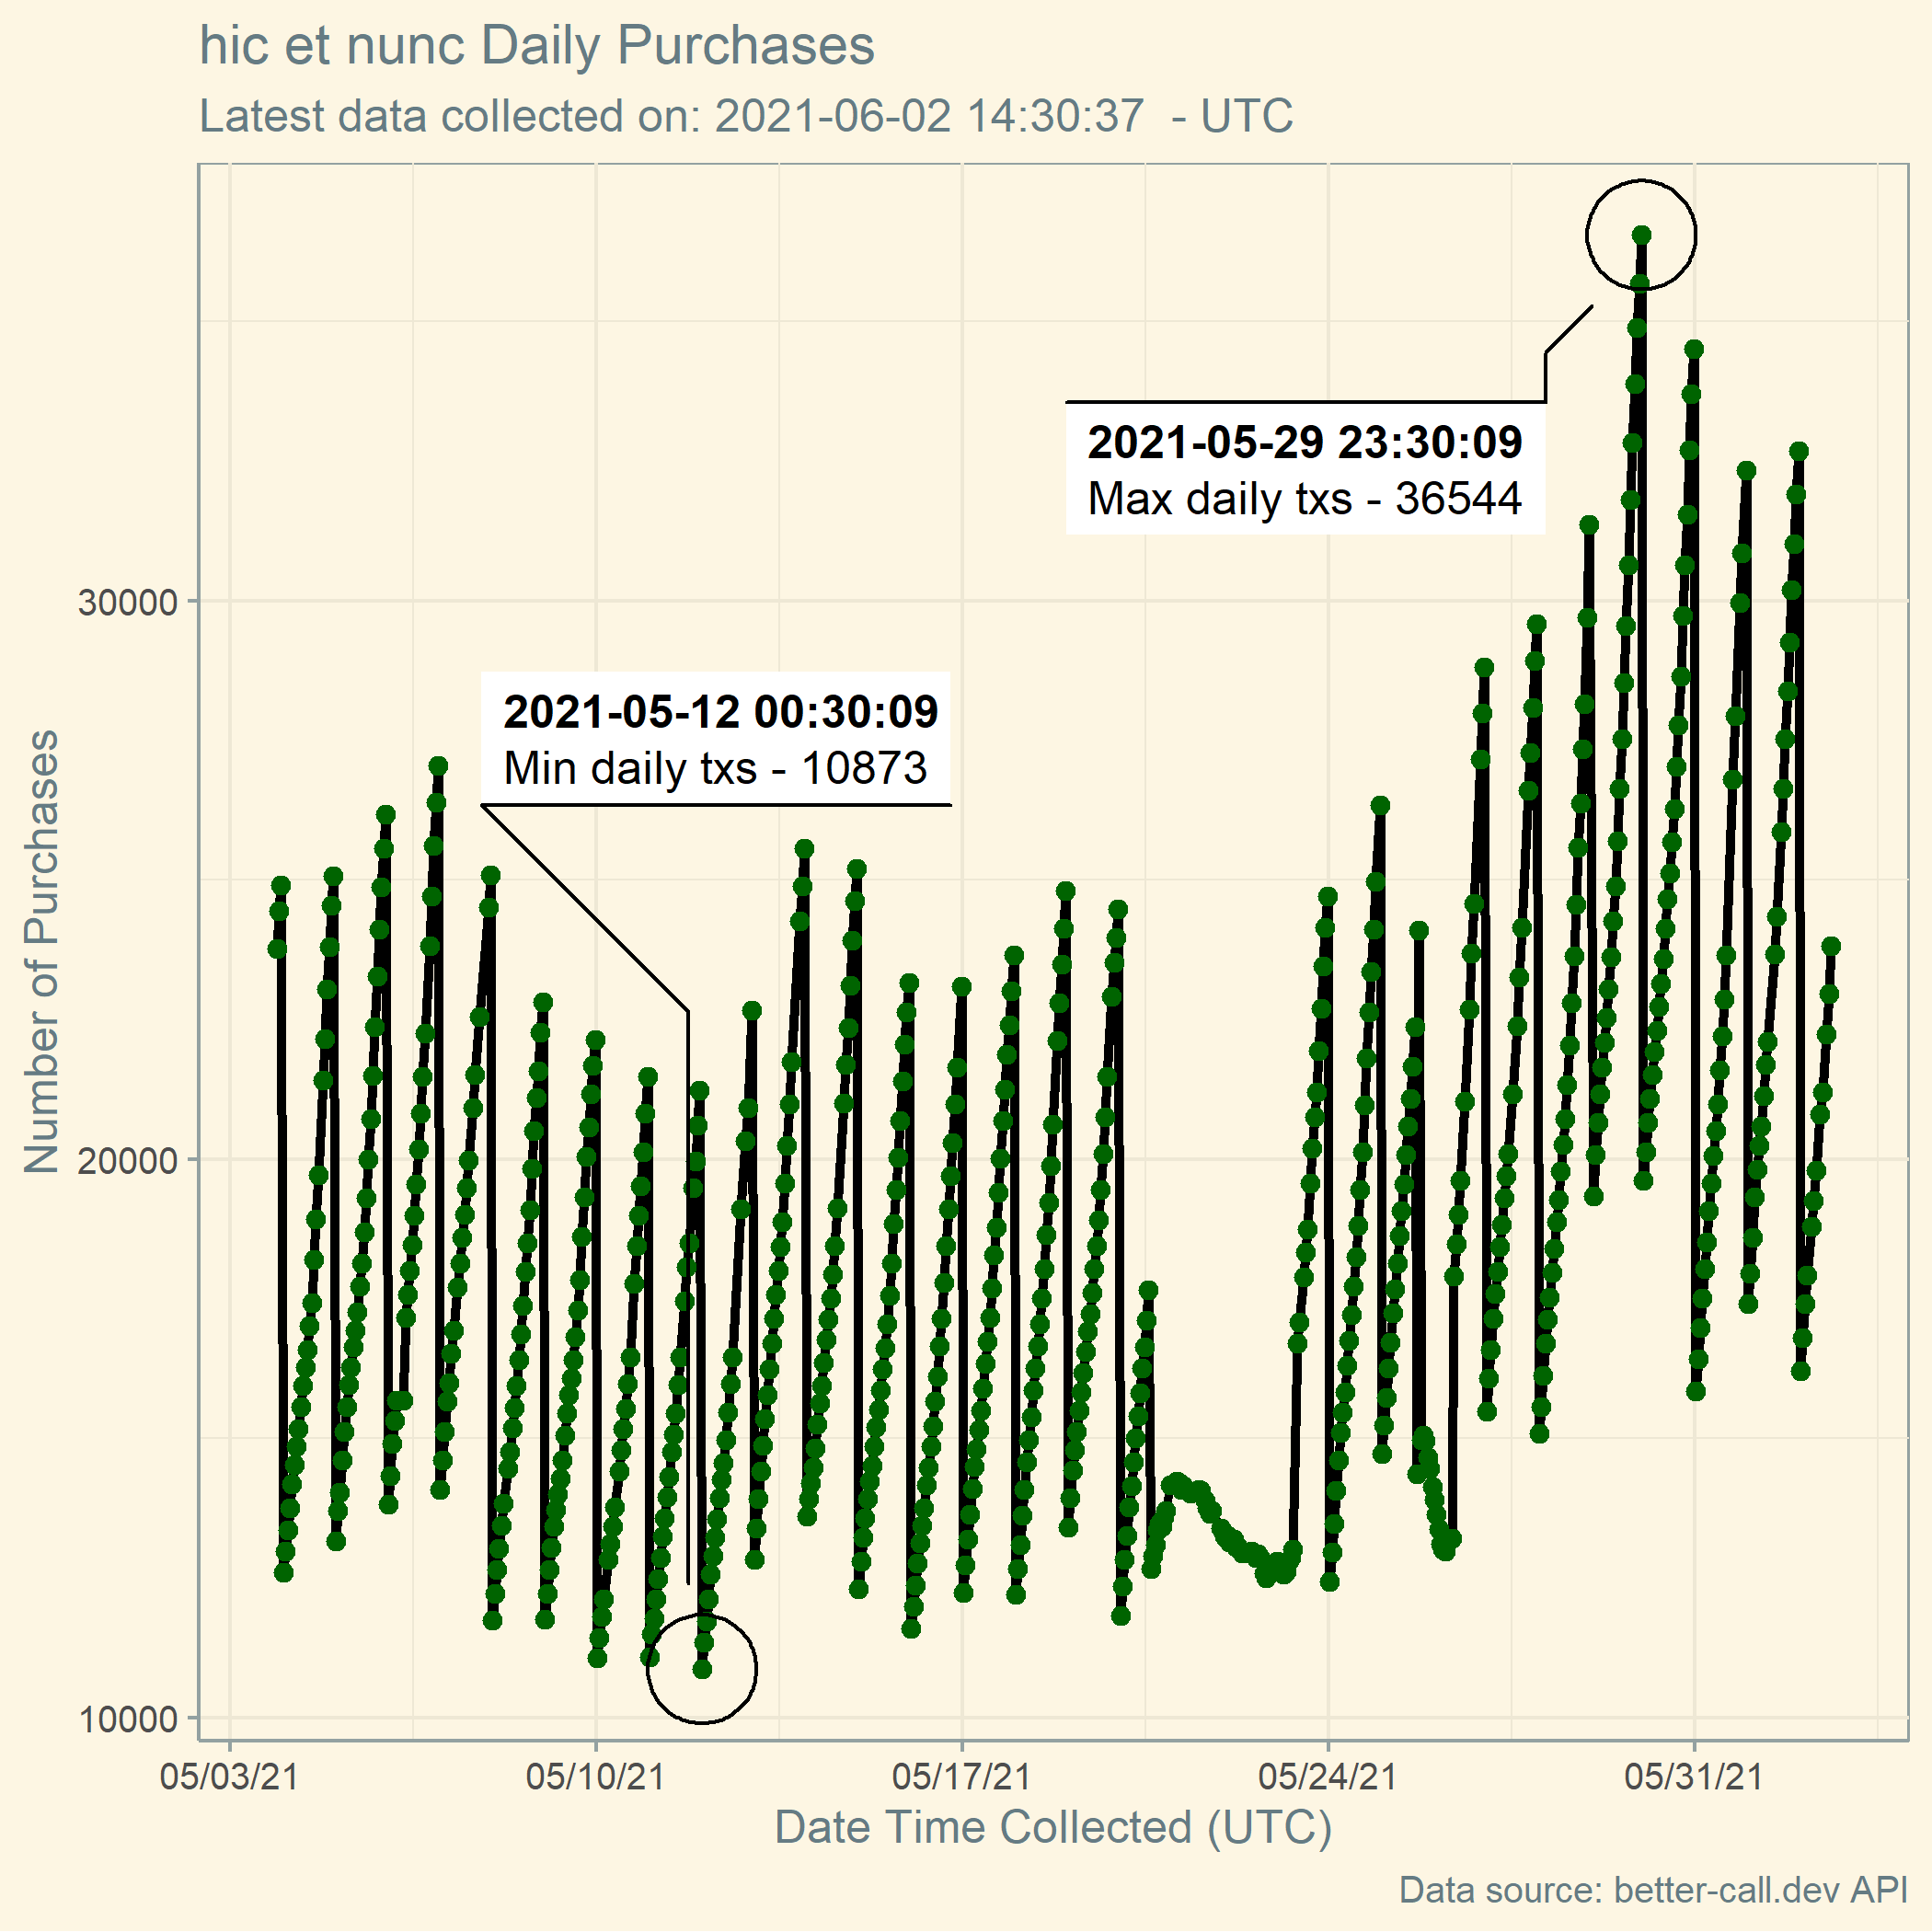 hic et nunc Daily Purchases
Latest data collected on: 2021-06-02 14:30:37  - UTC
2021-05-29 23:30:09
Max daily txs - 36544
2021-05-12 00:30:09
Min daily txs - 10873
Number of Purchases
30000
20000
10000
05/03/21
05/10/21
05/17/21
05/24/21
05/31/21
Date Time Collected (UTC)
Data source: better-call.dev API